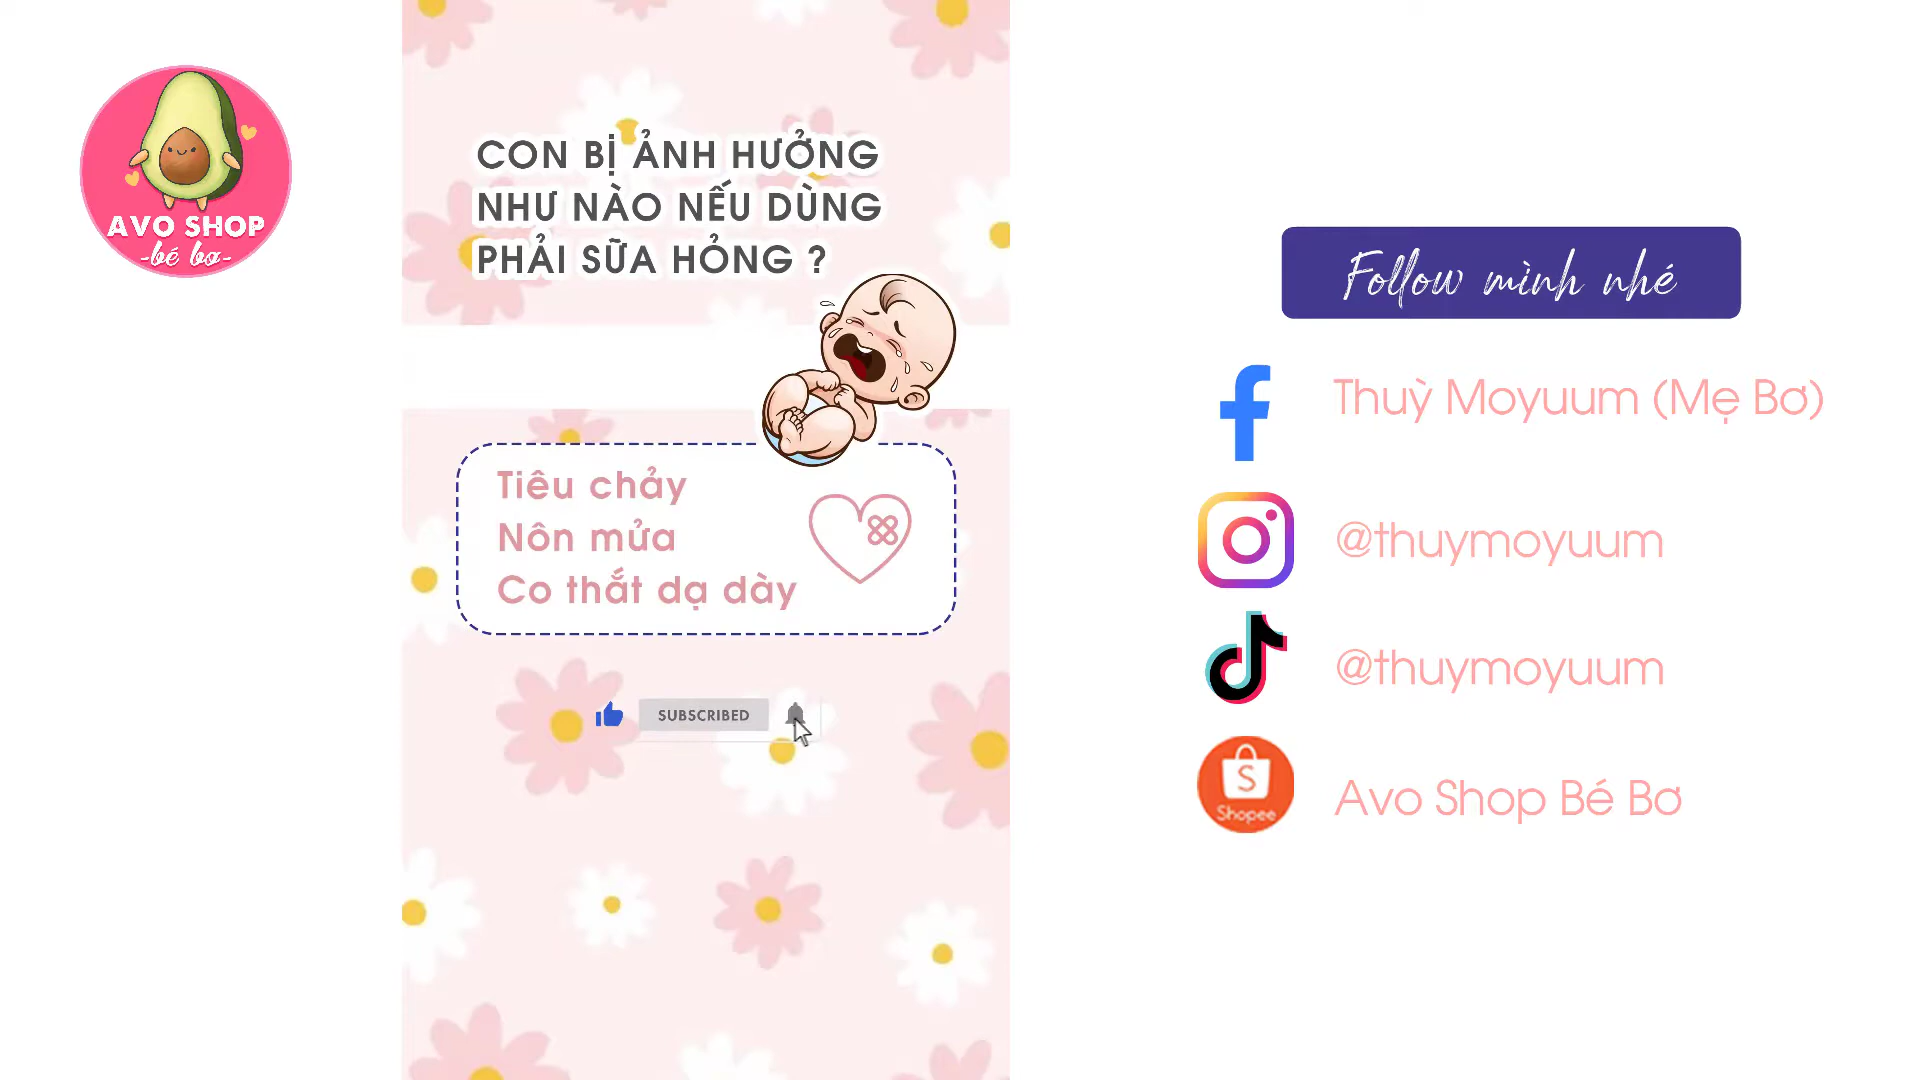 AVO SHOP
-bé bơ-
CON BỊ ẢNH HƯỞNG
NHƯ NÀO NẾU DÙNG
PHẢI SỮA HỎNG ?
Tiêu chảy
Nôn mửa
Co thắt dạ dày
SUBSCRIBED
Follow mình nhé
Thuỳ Moyuum (Mẹ Bơ)
@thuymoyuum
@thuymoyuum
S
Shopee
Avo Shop Bé Bơ